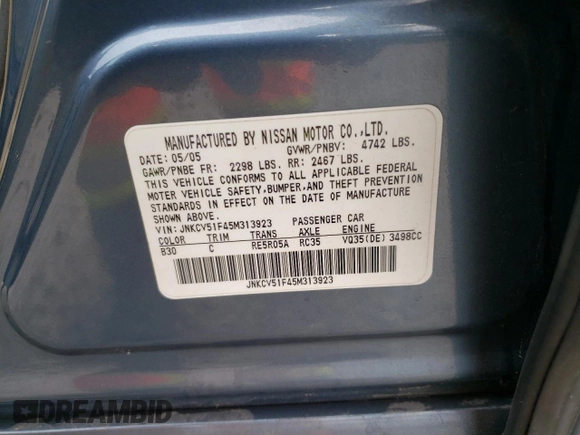 MANUFACTURED BY NISSAN MOTOR CO.,LTD.
DATE: 05/05 GVWR/PNBV: 4742 LBS.
GAWR/PNBE FR: 2298 LBS. RR: 2467 LBS.
THIS VEHICLE CONFORMS TO ALL APPLICABLE FEDERAL
MOTOR VEHICLE SAFETY,BUMPER,AND THEFT PREVENTION
STANDARDS IN EFFECT ON THE DATE OF MANUFACTURE
SHOWN ABOVE.
VIN: JNKCV51F45M313923 PASSENGER CAR
COLOR TRIM TRANS AXLE ENGINE
B30 C RE5R05A RC35 VQ35(DE) 3498CC
JNKCV51F45M313923
DREAMBID